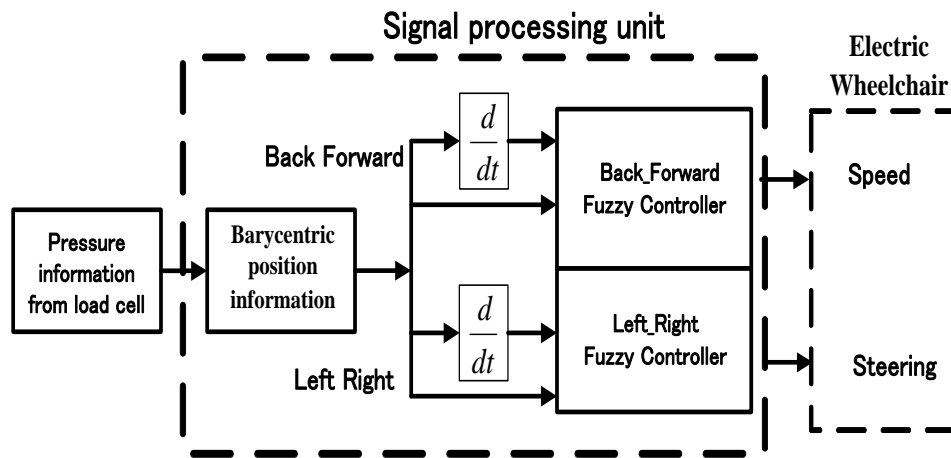 Signal processing unit
Electric
Wheelchair
d
dt
Back Forward
Back_Forward
Fuzzy Controller
Speed
Pressure
information
from load cell
Barycentric
position
information
d
dt
Left_Right
Fuzzy Controller
Left Right
Steering